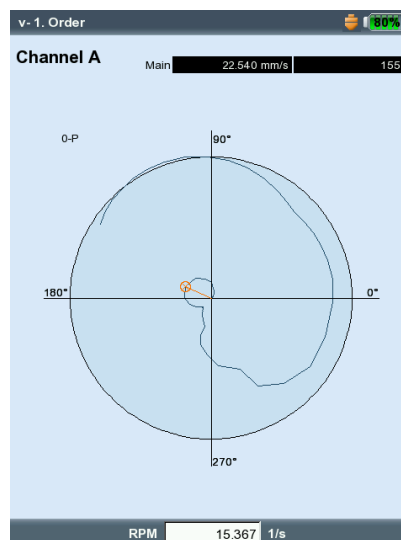 v- 1. Order 80%
Channel A
Main 22.540 mm/s 155
0-P
90°
180° 0°
270°
RPM 15.367 1/s